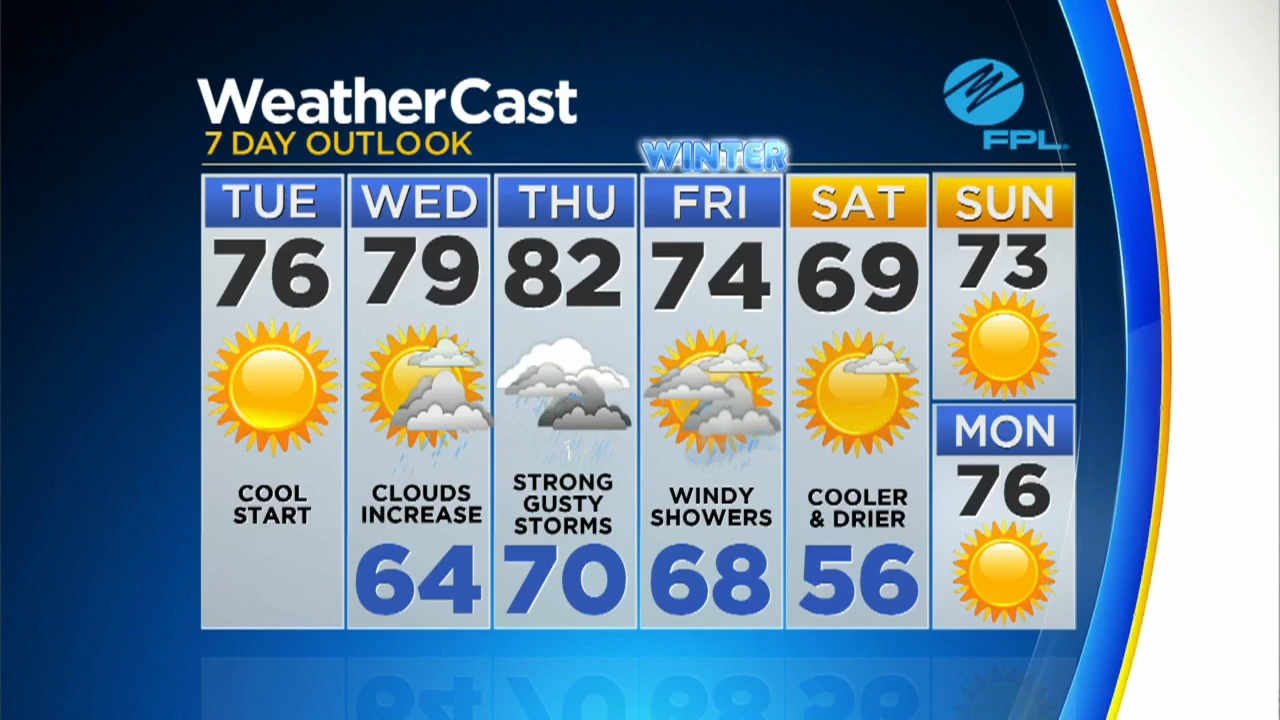 WeatherCast
7 DAY OUTLOOK
FPL
WINTER
TUE
76
COOL
START
WED
79
CLOUDS
INCREASE
64
THU
82
STRONG
GUSTY
STORMS
70
FRI
74
WINDY
SHOWERS
68
SAT
69
COOLER
& DRIER
56
SUN
73
MON
76